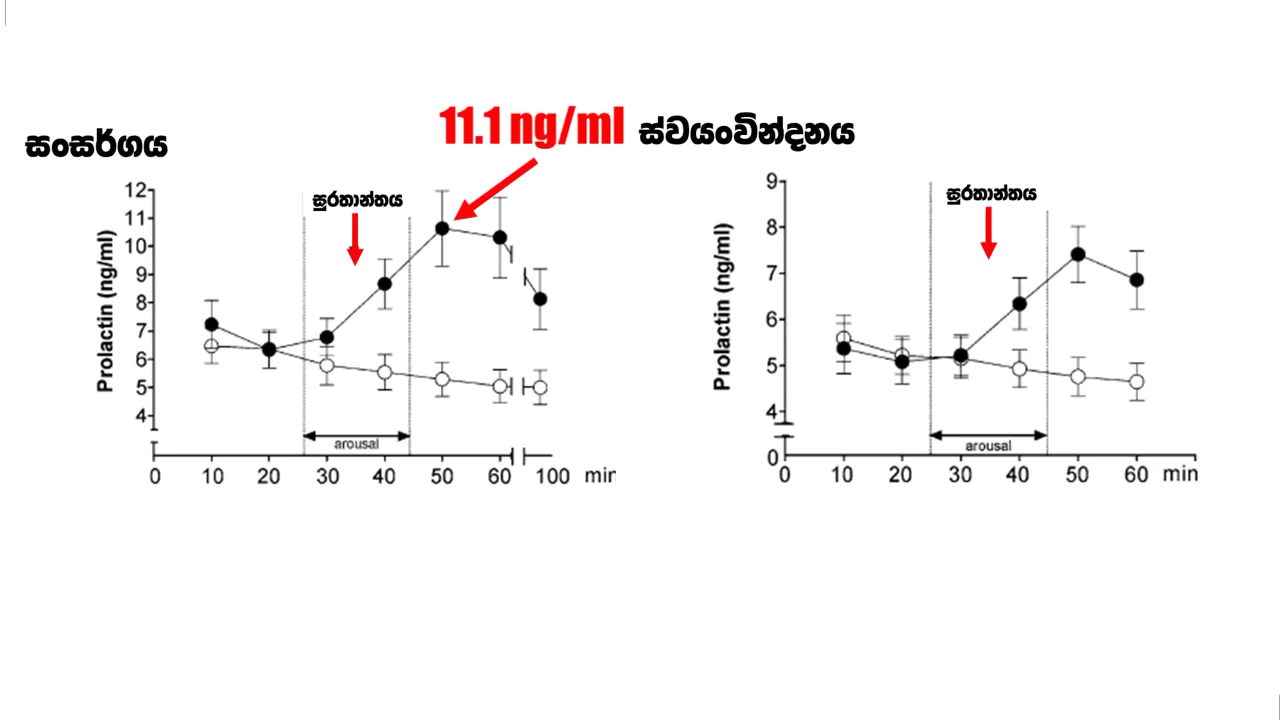 සංසර්ගය
11.1 ng/ml
ස්වයංවින්දනය
සුරතාන්තය
Prolactin (ng/ml)
12
11
10
9
8
7
6
5
4
arousal
0 10 20 30 40 50 60 100 min
සුරතාන්තය
Prolactin (ng/ml)
9
8
7
6
5
4
0
arousal
0 10 20 30 40 50 60 min